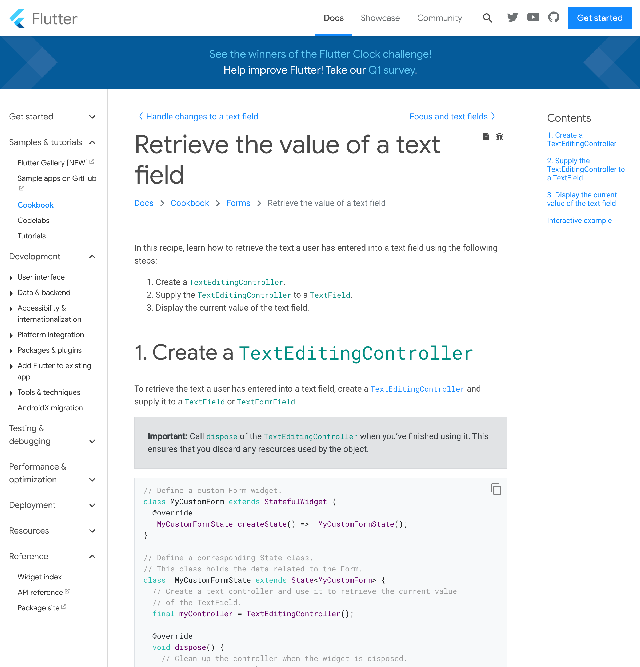 Flutter
Docs
Showcase
Community
Get started
See the winners of the Flutter Clock challenge!
Help improve Flutter! Take our Q1 survey.
Get started
Samples & tutorials
Flutter Gallery [NEW
Sample apps on GitHub
Cookbook
Codelabs
Tutorials
Development
User interface
Data & backend
Accessibility &
internationalization
Platform integration
Packages & plugins
Add Flutter to existing
app
Tools & techniques
AndroidX migration
Testing &
debugging
Performance &
optimization
Deployment
Resources
Reference
Widget index
API reference
Package site
Handle changes to a text field
Focus and text fields
Retrieve the value of a text
field
Docs > Cookbook > Forms > Retrieve the value of a text field
In this recipe, learn how to retrieve the text a user has entered into a text field using the following
steps:
1. Create a TextEditingController.
2. Supply the TextEditingController to a TextField.
3. Display the current value of the text field.
1. Create a TextEditingController
To retrieve the text a user has entered into a text field, create a TextEditingController and
supply it to a TextField or TextFormField
Important: Call dispose of the TextEditingController when you've finished using it. This
ensures that you discard any resources used by the object.
// Define a custom Form widget.
class MyCustomForm extends StatefulWidget {
@override
MyCustomFormState createState() => MyCustomFormState();
}
// Define a corresponding State class.
// This class holds the data related to the Form.
class MyCustomFormState extends State<MyCustomForm> {
// Create a text controller and use it to retrieve the current value
// of the TextField.
final myController = TextEditingController();
@override
void dispose() {
// Clean up the controller when the widget is disposed.
Contents
1. Create a
TextEditingController
2. Supply the
TextEditingController to
a TextField
3. Display the current
value of the text field
Interactive example